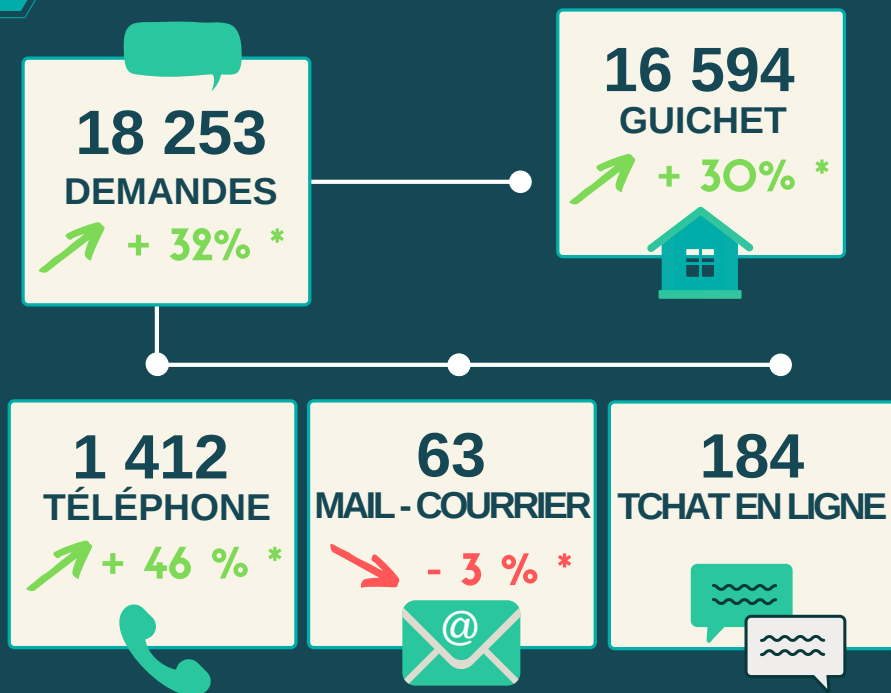 18 253
DEMANDES
+ 32% *
16 594
GUICHET
+ 30% *
1 412
TÉLÉPHONE
+ 46 % *
63
MAIL - COURRIER
- 3 % *
@
184
TCHAT EN LIGNE